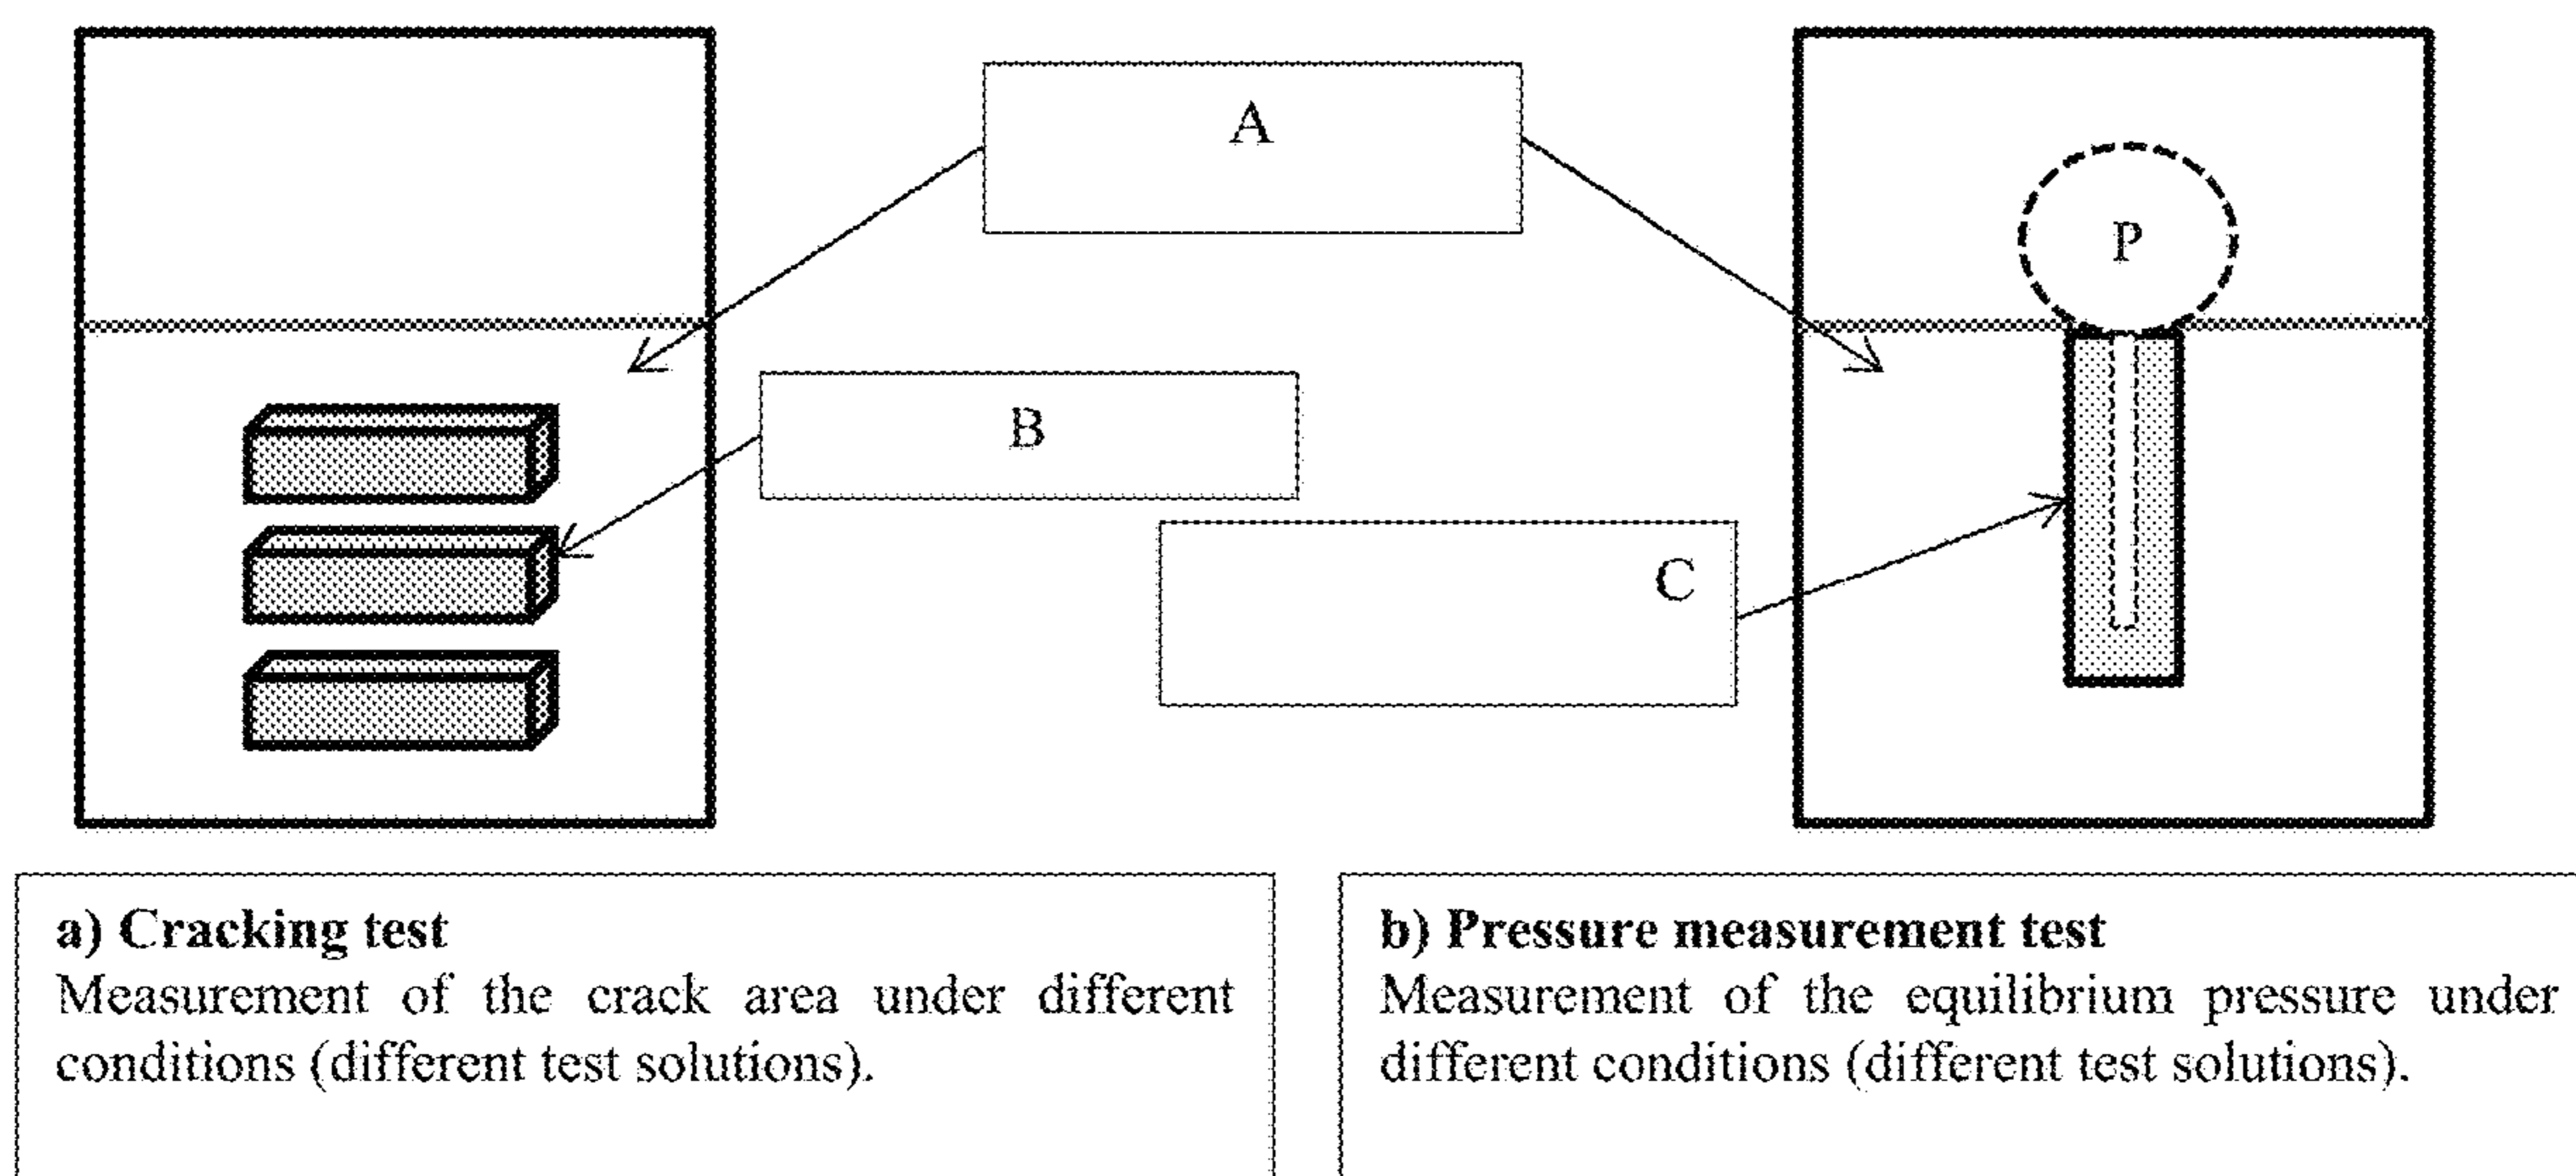 A
P
B
C
a) Cracking test
Measurement of the crack area under different
conditions (different test solutions).
b) Pressure measurement test
Measurement of the equilibrium pressure under
different conditions (different test solutions).